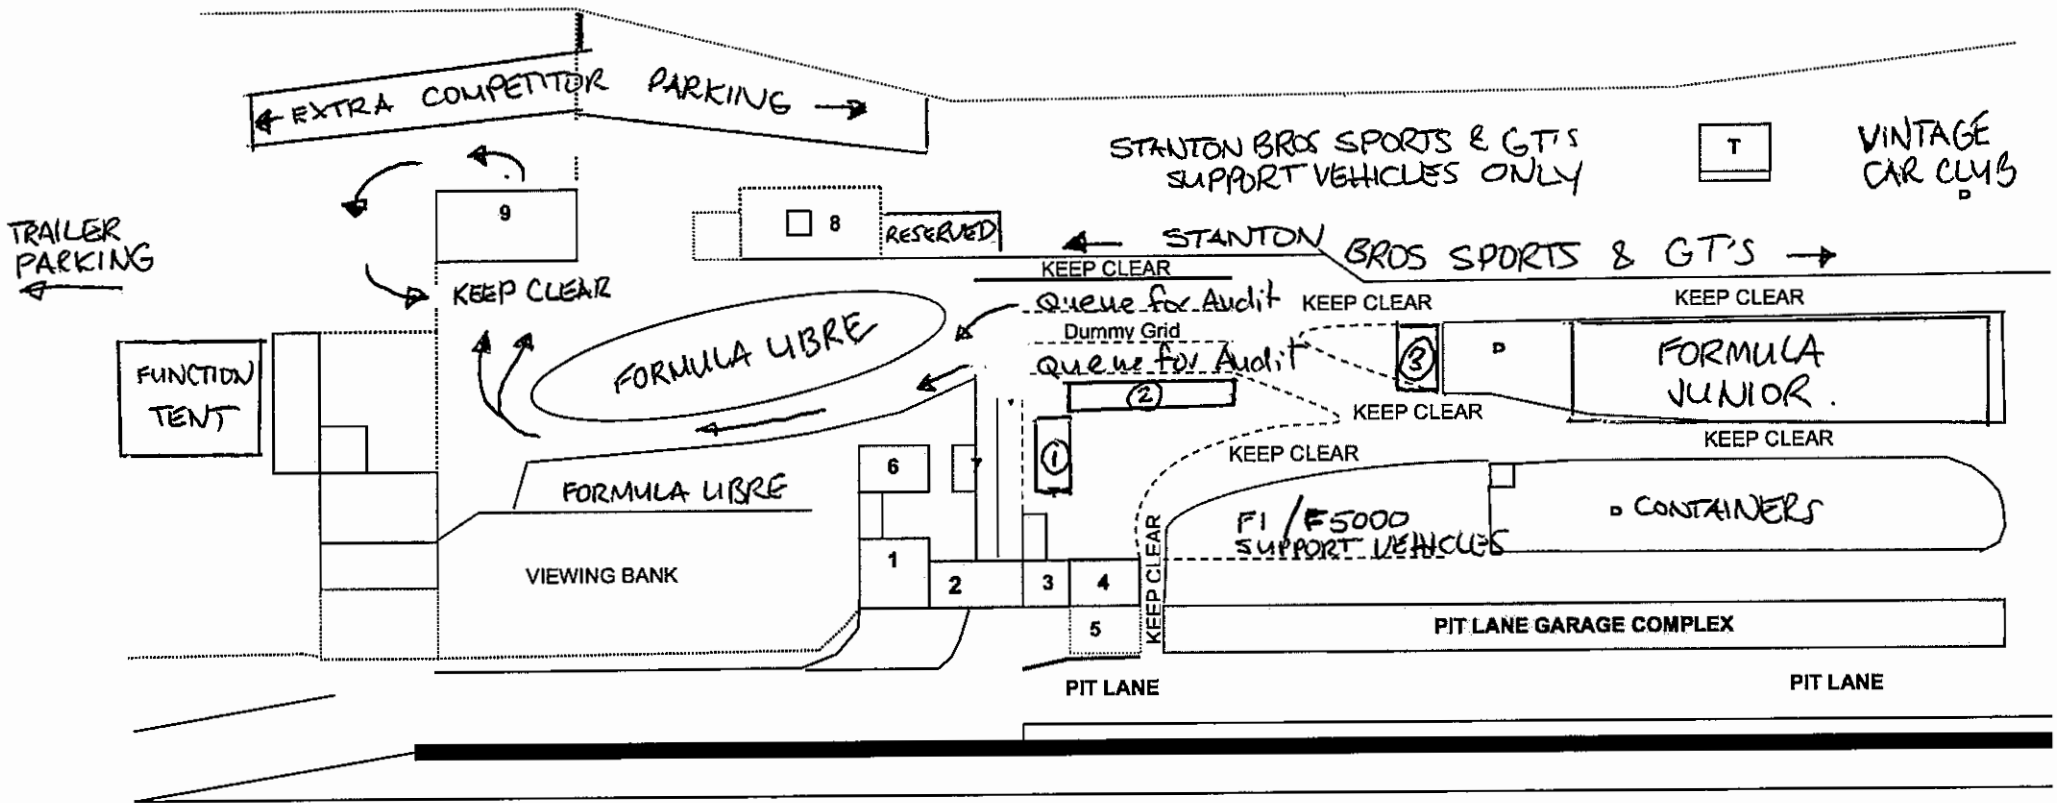 EXTRA COMPETITOR PARKING
STANTON BROS SPORTS & GT'S
SUPPORT VEHICLES ONLY
T
VINTAGE
CAR CLUB
D
9
8
RESERVED
TRAILER
PARKING
STANTON BROS SPORTS & GT'S
KEEP CLEAR
KEEP CLEAR
Queue for Audit
KEEP CLEAR
KEEP CLEAR
Dummy Grid
Queue for Audit
FORMULA LIBRE
FUNCTION
TENT
3
D
FORMULA
JUNIOR.
2
KEEP CLEAR
KEEP CLEAR
KEEP CLEAR
1
6
7
FORMULA LIBRE
F1/F5000
SUPPORT VEHICLES
D CONTAINERS
KEEP CLEAR
VIEWING BANK
1
2
3
4
5
PIT LANE GARAGE COMPLEX
PIT LANE
PIT LANE